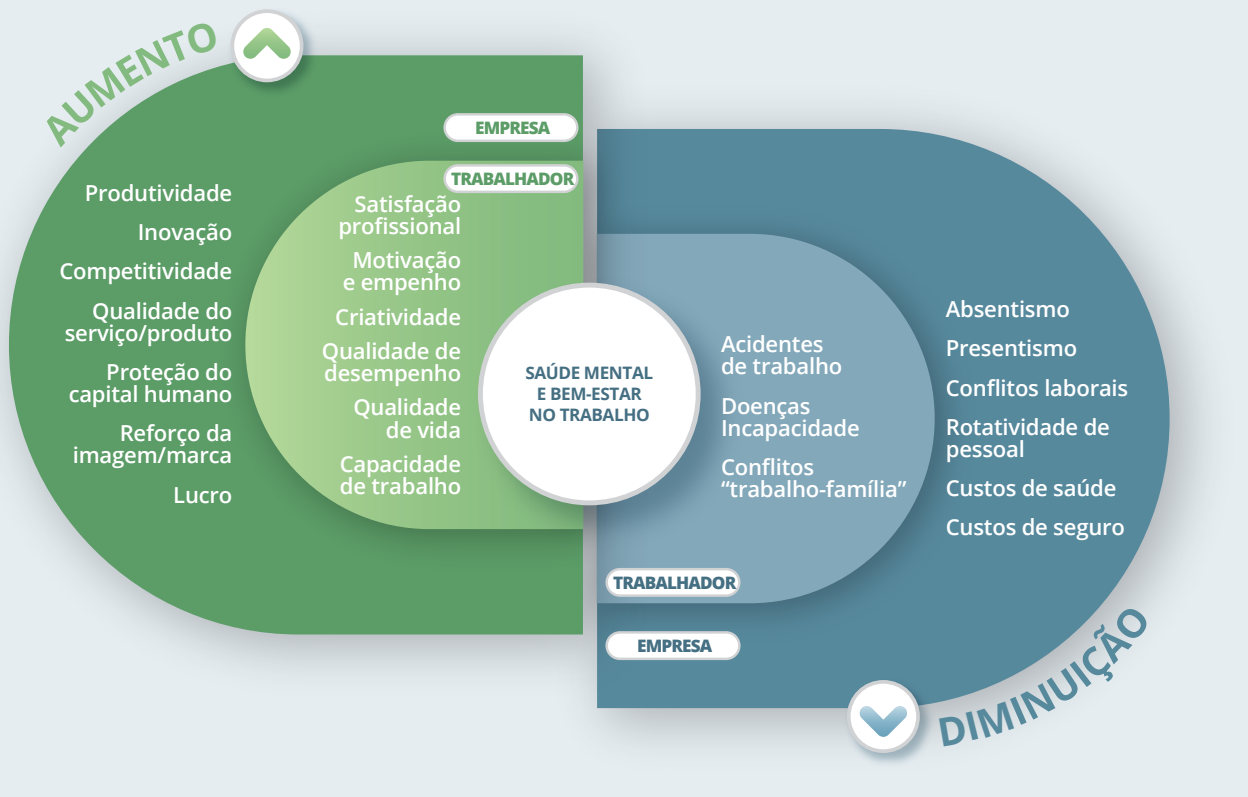 AUMENTO
EMPRESA
TRABALHADOR
Produtividade
Inovação
Competitividade
Qualidade do
serviço/produto
Proteção do
capital humano
Reforço da
imagem/marca
Lucro
Satisfação
profissional
Motivação
e empenho
Criatividade
Qualidade de
desempenho
Qualidade
de vida
Capacidade
de trabalho
SAÚDE MENTAL
E BEM-ESTAR
NO TRABALHO
Acidentes
de trabalho
Doenças
Incapacidade
Conflitos
“trabalho-família”
Absentismo
Presentismo
Conflitos laborais
Rotatividade de
pessoal
Custos de saúde
Custos de seguro
TRABALHADOR
EMPRESA
DIMINUIÇÃO